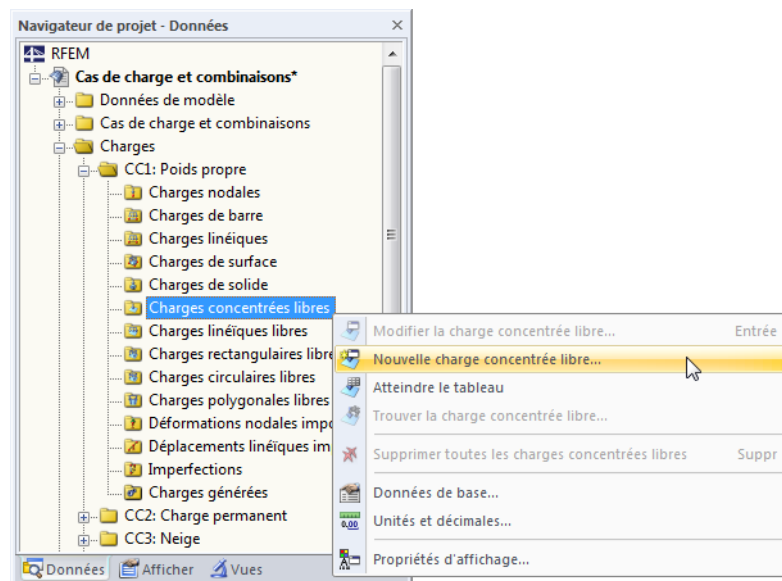 Navigateur de projet - Données
RFEM
Cas de charge et combinaisons*
Données de modèle
Cas de charge et combinaisons
Charges
CC1: Poids propre
Charges nodales
Charges de barre
Charges linéiques
Charges de surface
Charges de solide
Charges concentrées libres
Charges linéïques libres
Charges rectangulaires libre
Charges circulaires libres
Charges polygonales libres
Déformations nodales impo
Déplacements linéïques im
Imperfections
Charges générées
CC2: Charge permanent
CC3: Neige
Données Afficher Vues
Modifier la charge concentrée libre... Entrée
Nouvelle charge concentrée libre...
Atteindre le tableau
Trouver la charge concentrée libre...
Supprimer toutes les charges concentrées libres Suppr
Données de base...
0,00 Unités et décimales...
Propriétés d'affichage...